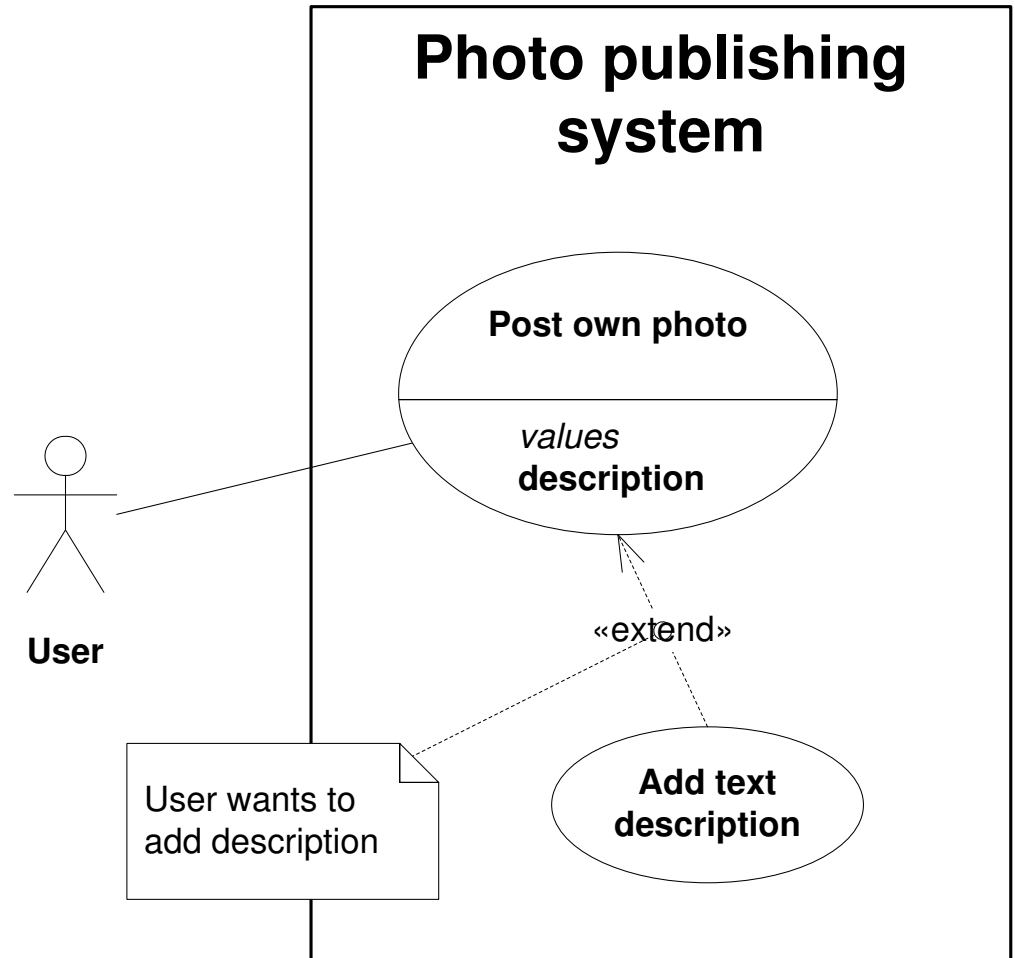 Photo publishing
system
Post own photo
values
description
User
«extend»
User wants to
add description
Add text
description